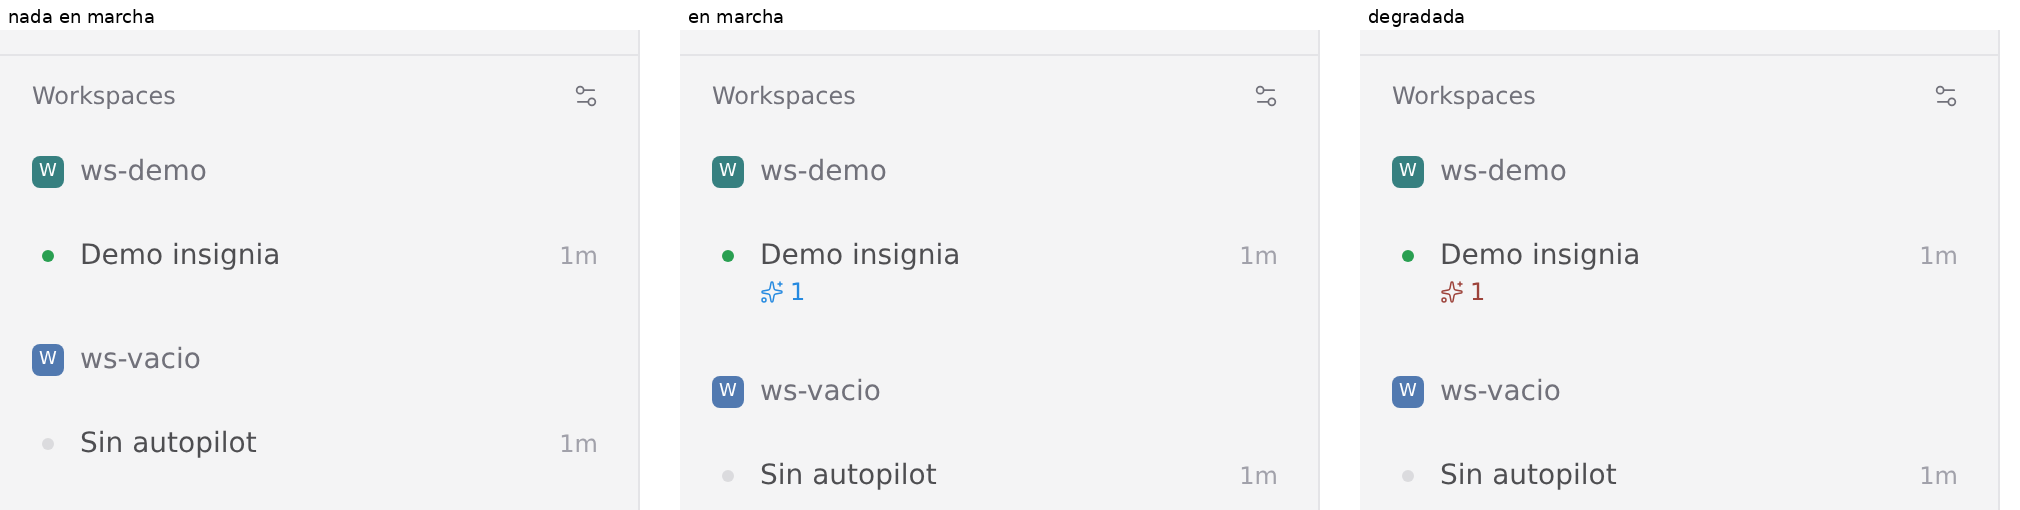 nada en marcha
Workspaces
W ws-demo
Demo insignia 1m
W ws-vacio
Sin autopilot 1m
en marcha
Workspaces
W ws-demo
Demo insignia 1m
1
W ws-vacio
Sin autopilot 1m
degradada
Workspaces
W ws-demo
Demo insignia 1m
1
W ws-vacio
Sin autopilot 1m